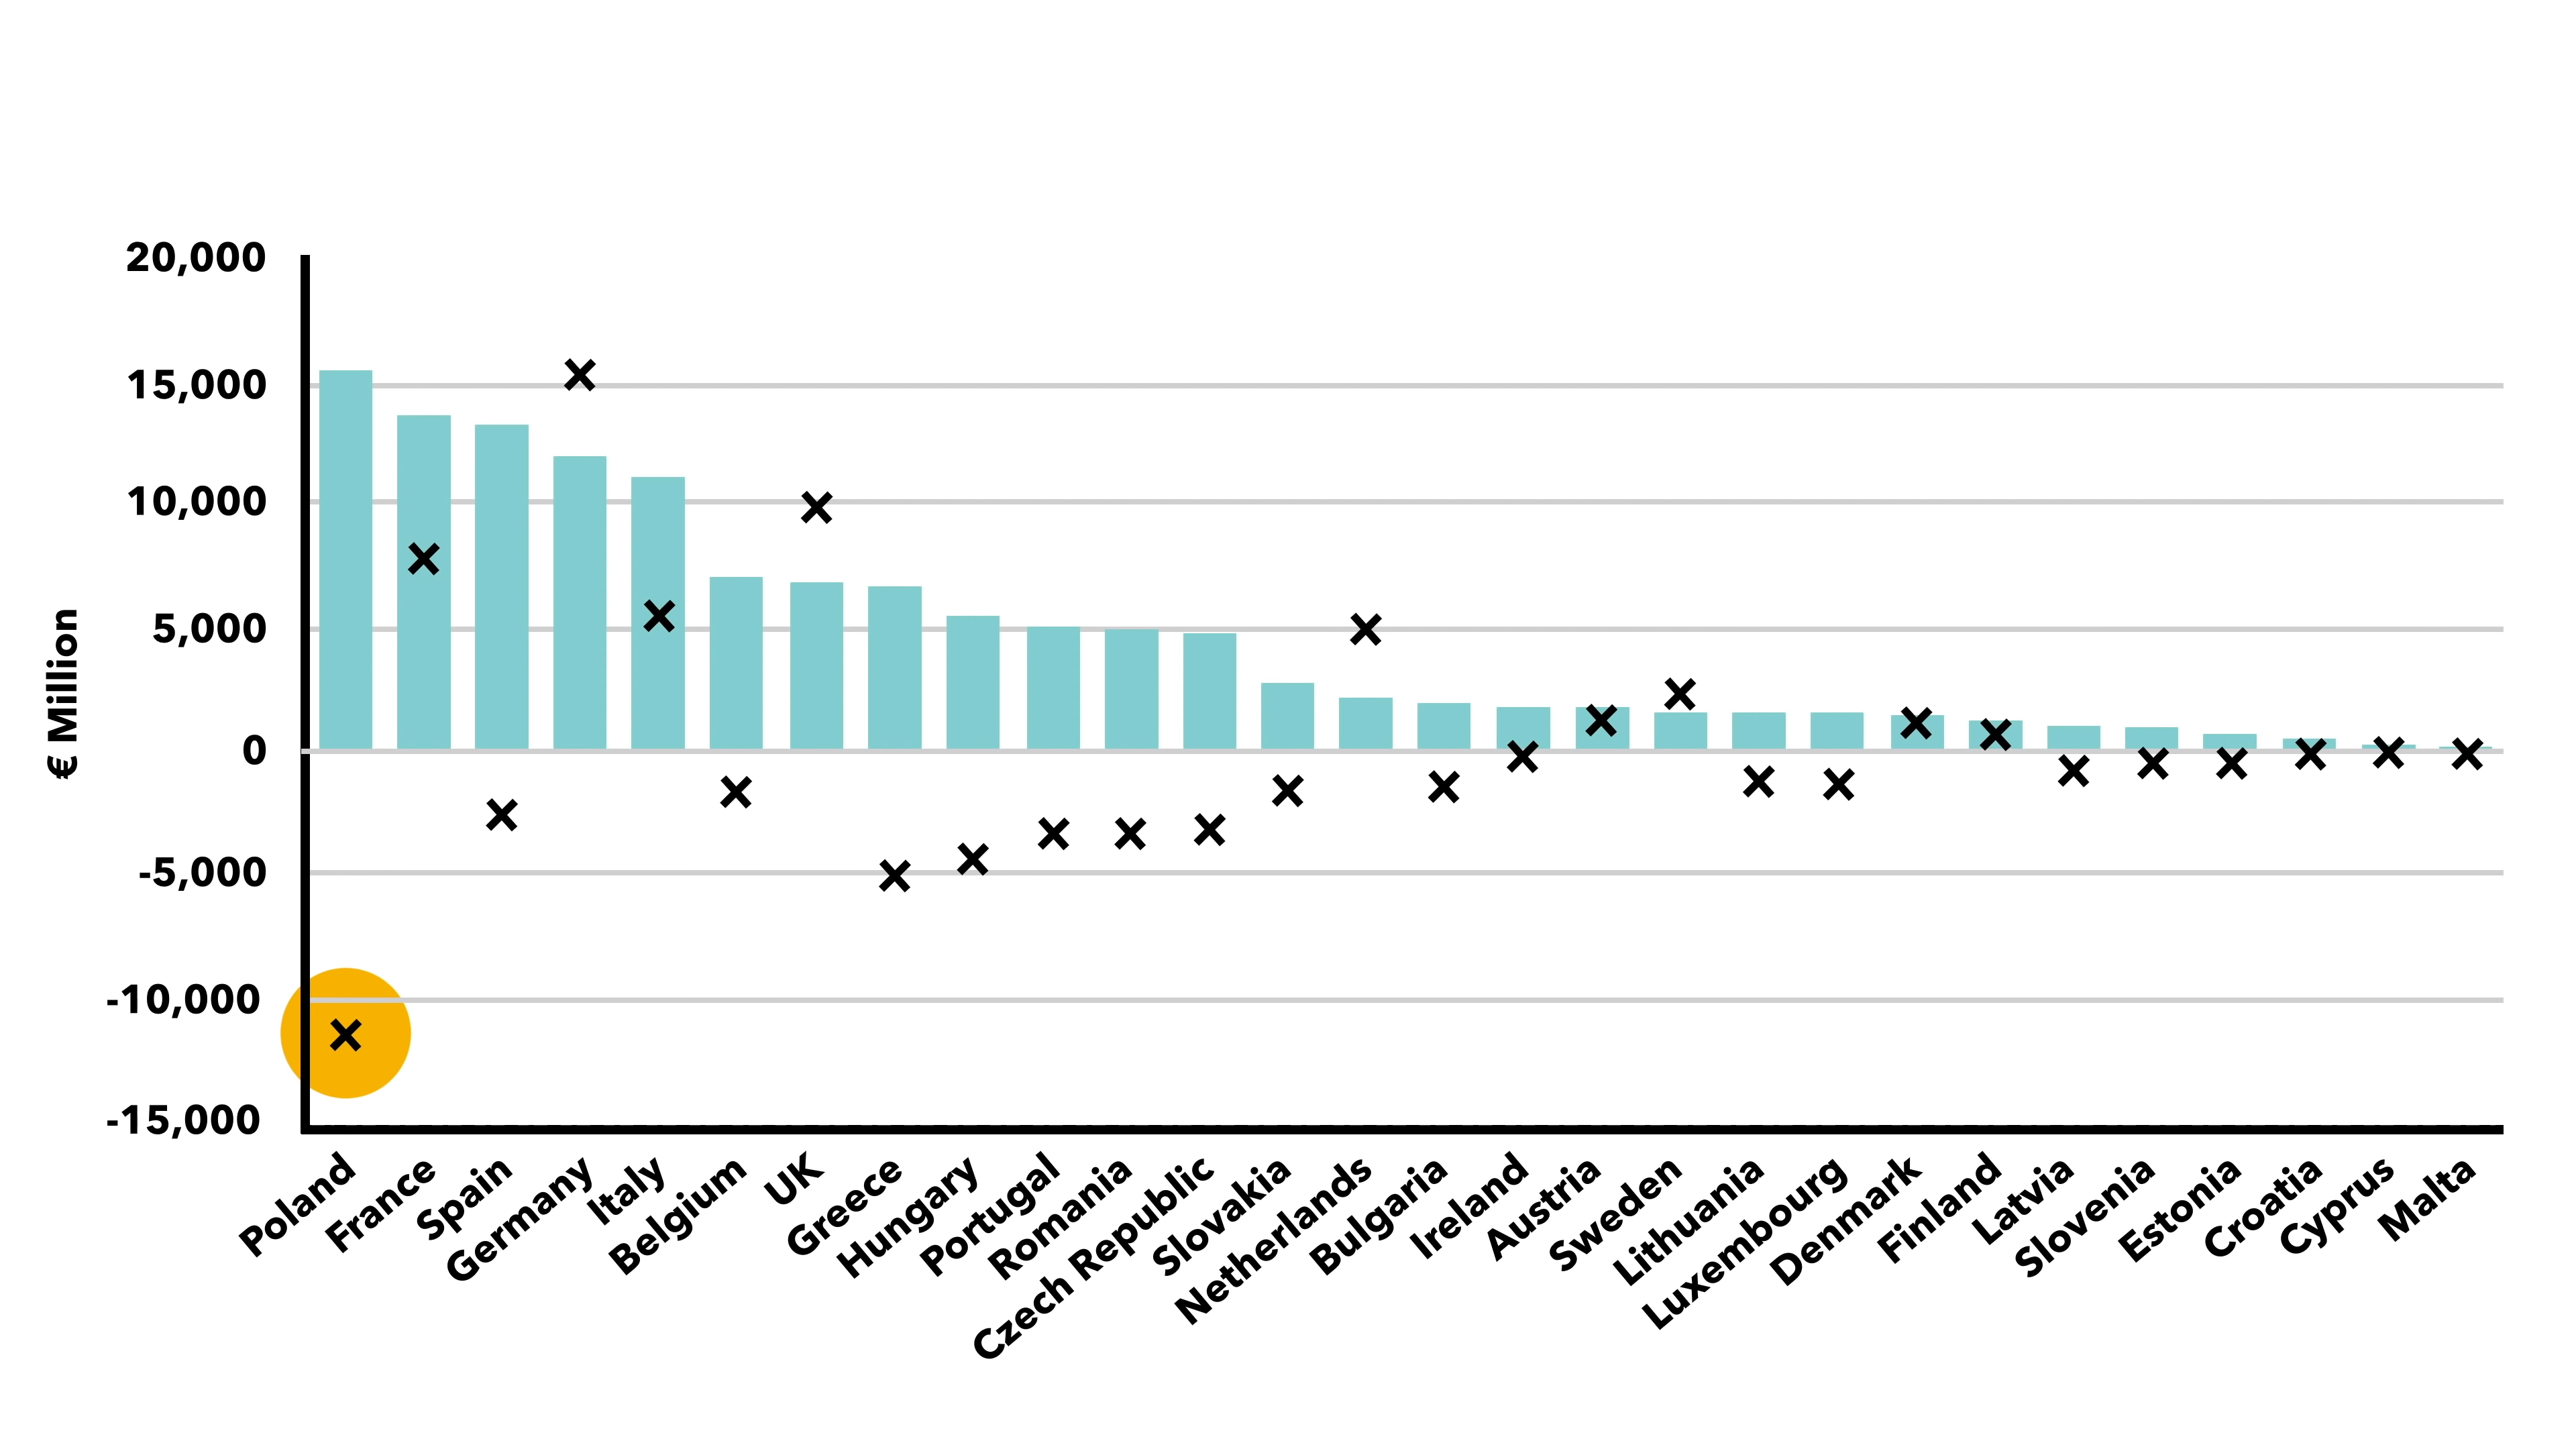 20,000
15,000
10,000
5,000
0
-5,000
-10,000
-15,000
€ Million
Poland
France
Spain
Germany
Italy
Belgium
UK
Greece
Hungary
Portugal
Romania
Czech Republic
Slovakia
Netherlands
Bulgaria
Ireland
Austria
Sweden
Lithuania
Luxembourg
Denmark
Finland
Latvia
Slovenia
Estonia
Croatia
Cyprus
Malta